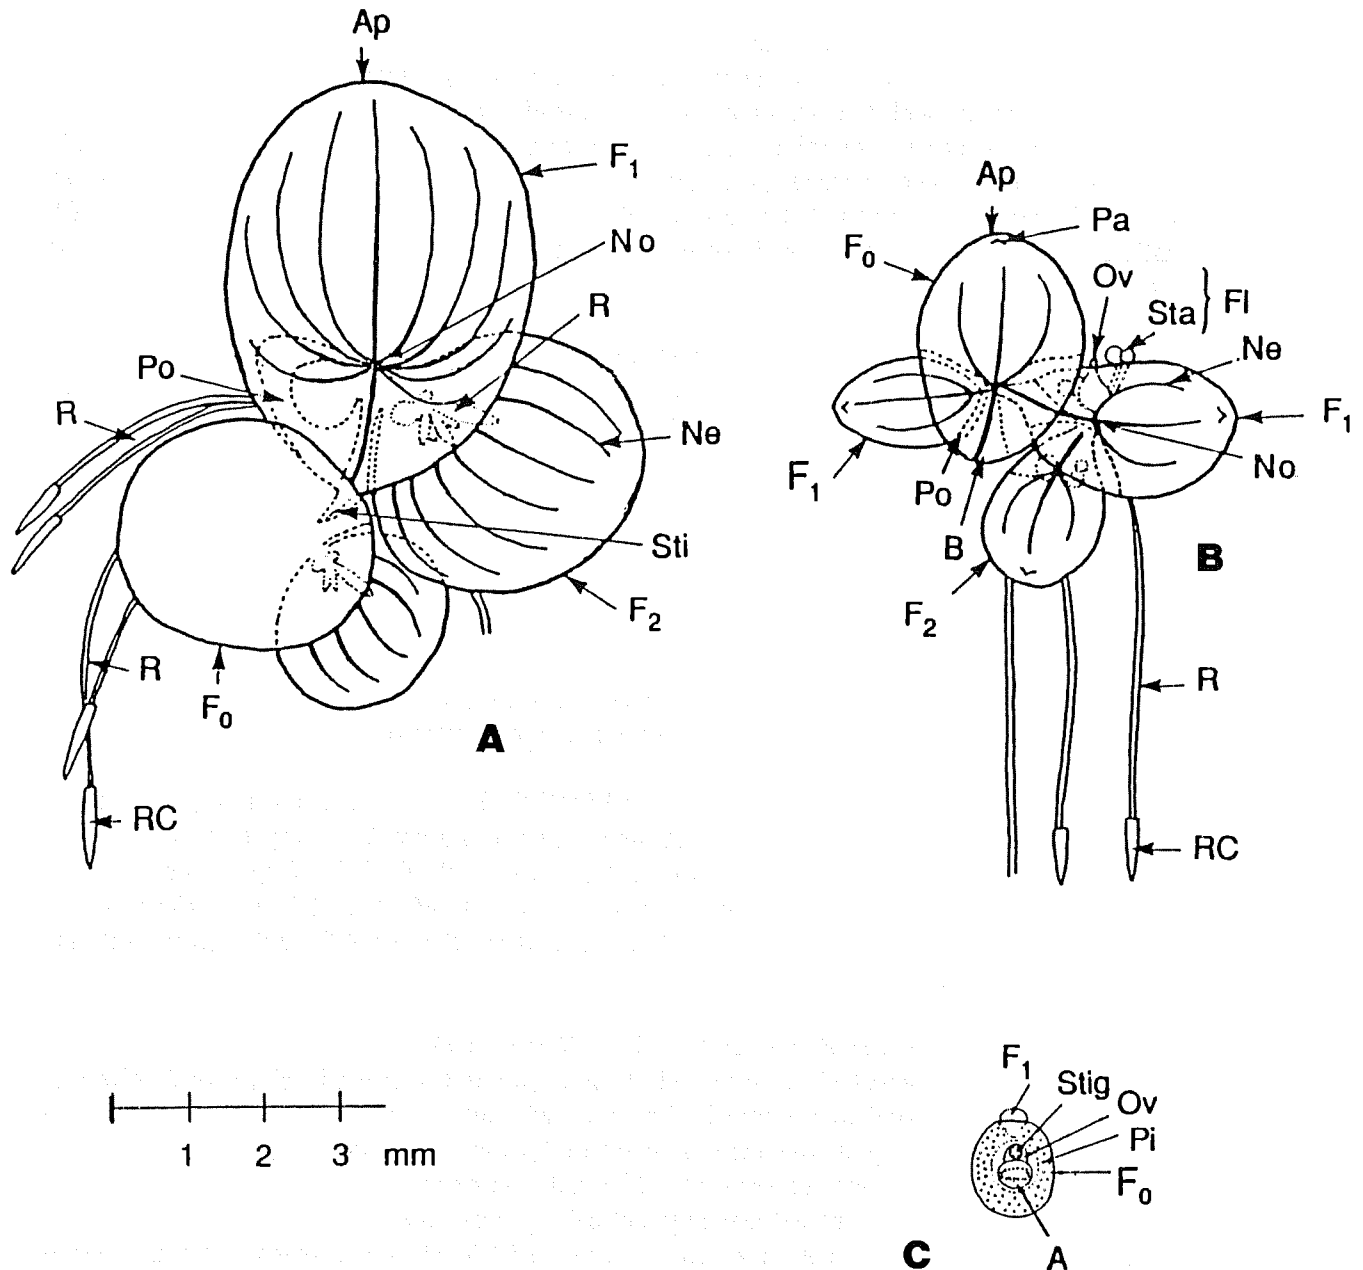 Ap
F₁
No
R
Po
R
Ne
Sti
F₂
R
F₀
A
RC
Ap
Pa
F₀
Ov
Sta } Fl
Ne
F₁
F₁
No
Po
B
B
F₂
R
RC
1 2 3 mm
F₁
Stig
Ov
Pi
F₀
C
A